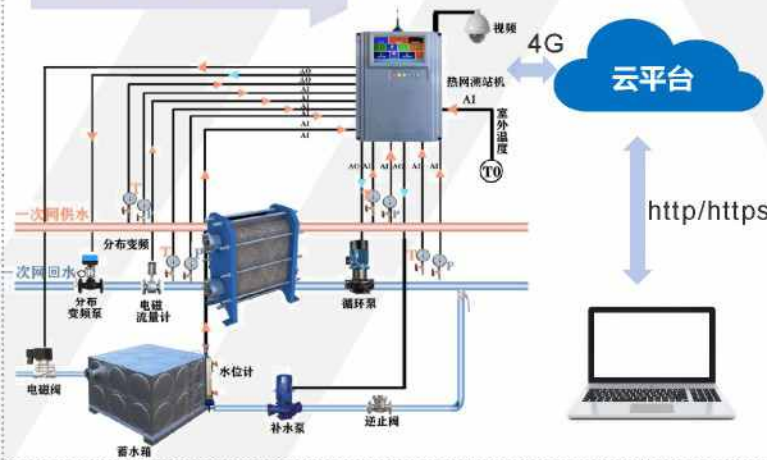 视频
4G
云平台
热网溯站机
AO
AO
AI
AI
AI
AI
AI
AI
室外温度
T0
AO
AI
AI
AO
AI
AI
http/https
一次网供水
T
P
T
P
T
P
分布变频
一次网回水
分布
变频泵
电磁
流量计
循环泵
电磁阀
水位计
补水泵
逆止阀
蓄水箱